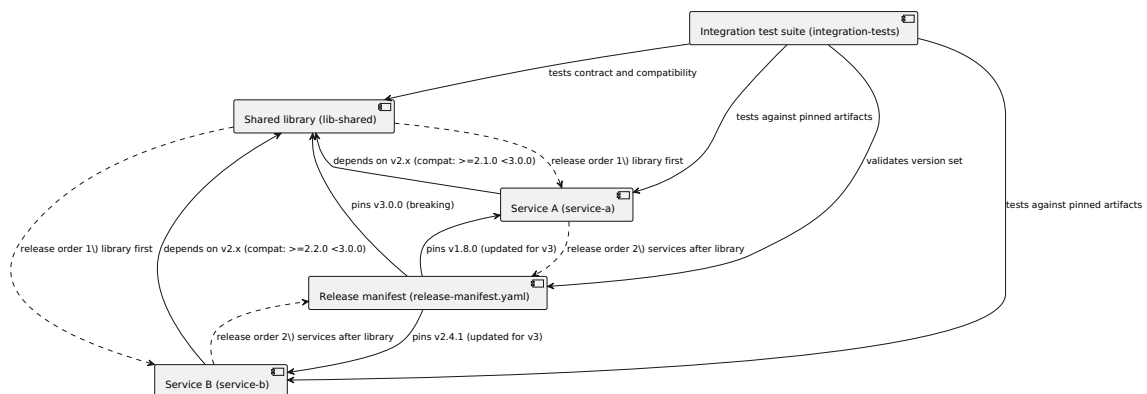 Integration test suite (integration-tests)
tests contract and compatibility
Shared library (lib-shared)
tests against pinned artifacts
depends on v2.x (compat: >=2.1.0 <3.0.0)
release order 1\) library first
validates version set
pins v3.0.0 (breaking)
Service A (service-a)
tests against pinned artifacts
release order 1\) library first
depends on v2.x (compat: >=2.2.0 <3.0.0)
pins v1.8.0 (updated for v3)
release order 2\) services after library
Release manifest (release-manifest.yaml)
release order 2\) services after library
pins v2.4.1 (updated for v3)
Service B (service-b)